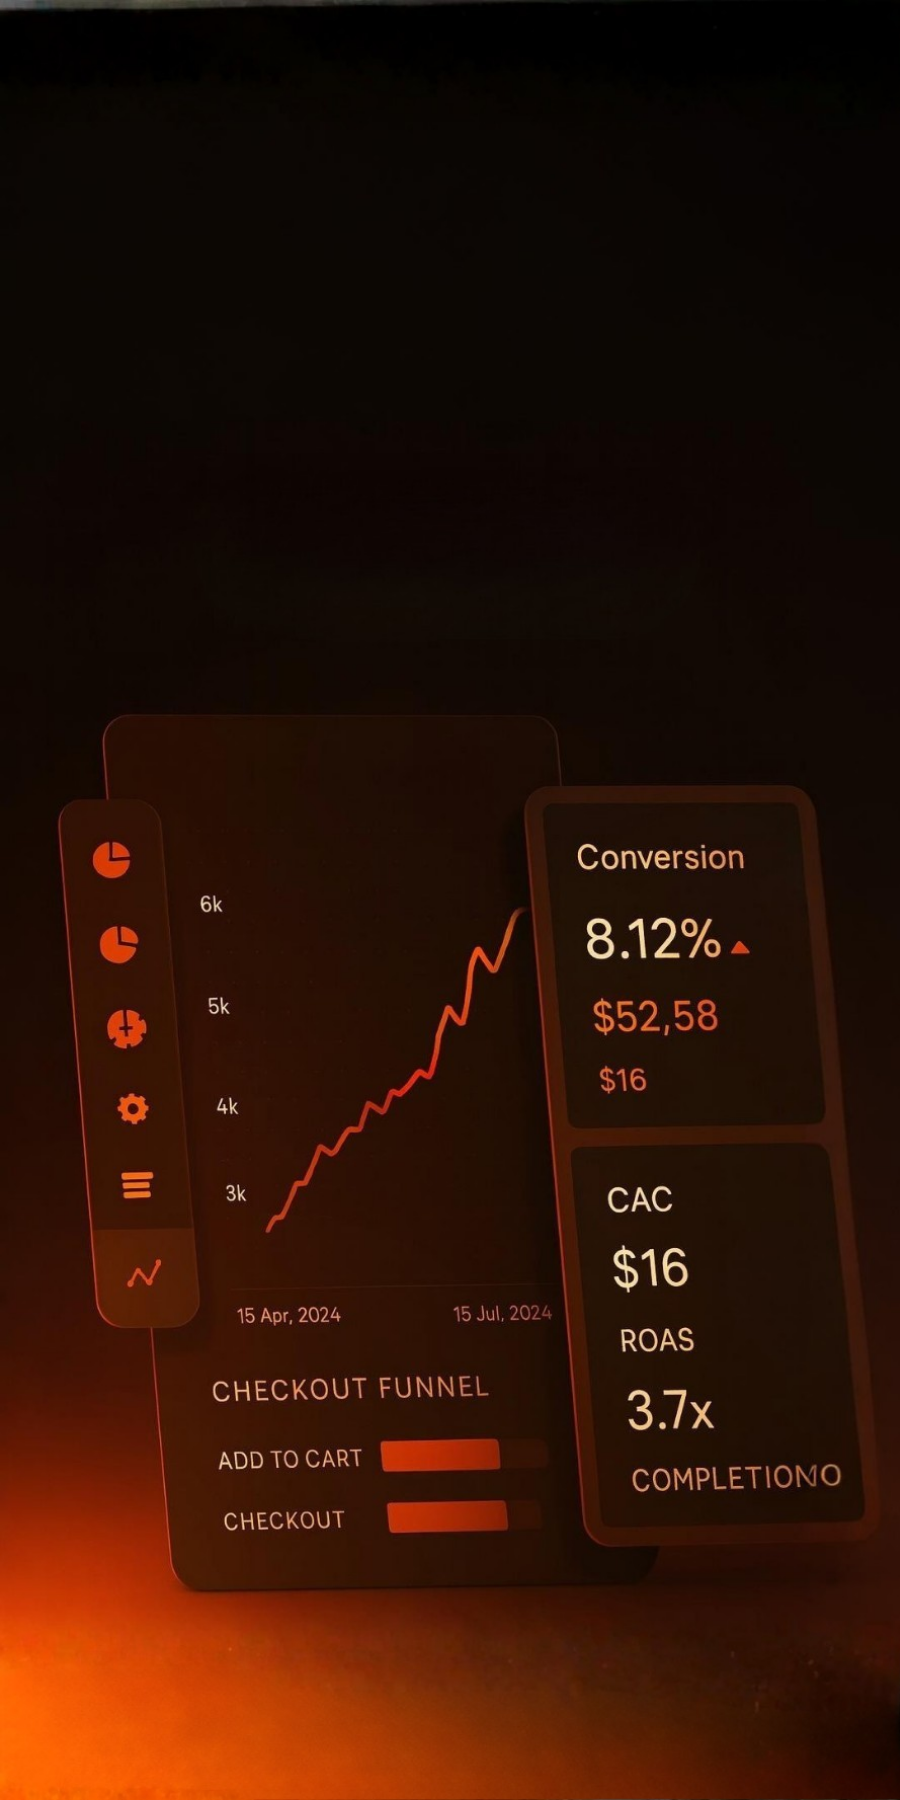 6k
5k
4k
3k
15 Apr, 2024 15 Jul, 2024
CHECKOUT FUNNEL
ADD TO CART
CHECKOUT
Conversion
8.12%
$52,58
$16
CAC
$16
ROAS
3.7x
COMPLETIONO